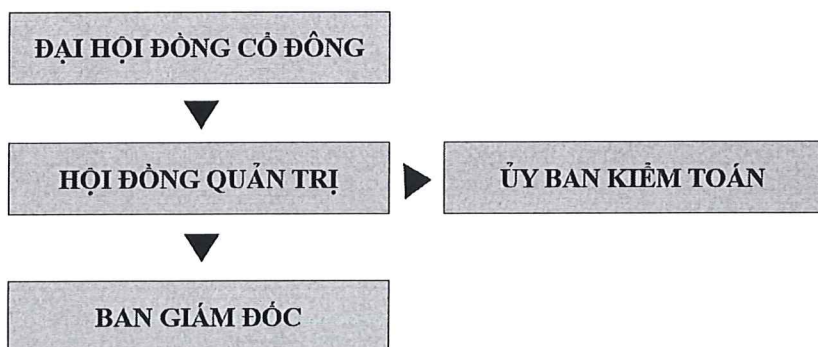 ĐẠI HỘI ĐỒNG CỔ ĐÔNG
HỘI ĐỒNG QUẢN TRỊ
ỦY BAN KIỂM TOÁN
BAN GIÁM ĐỐC